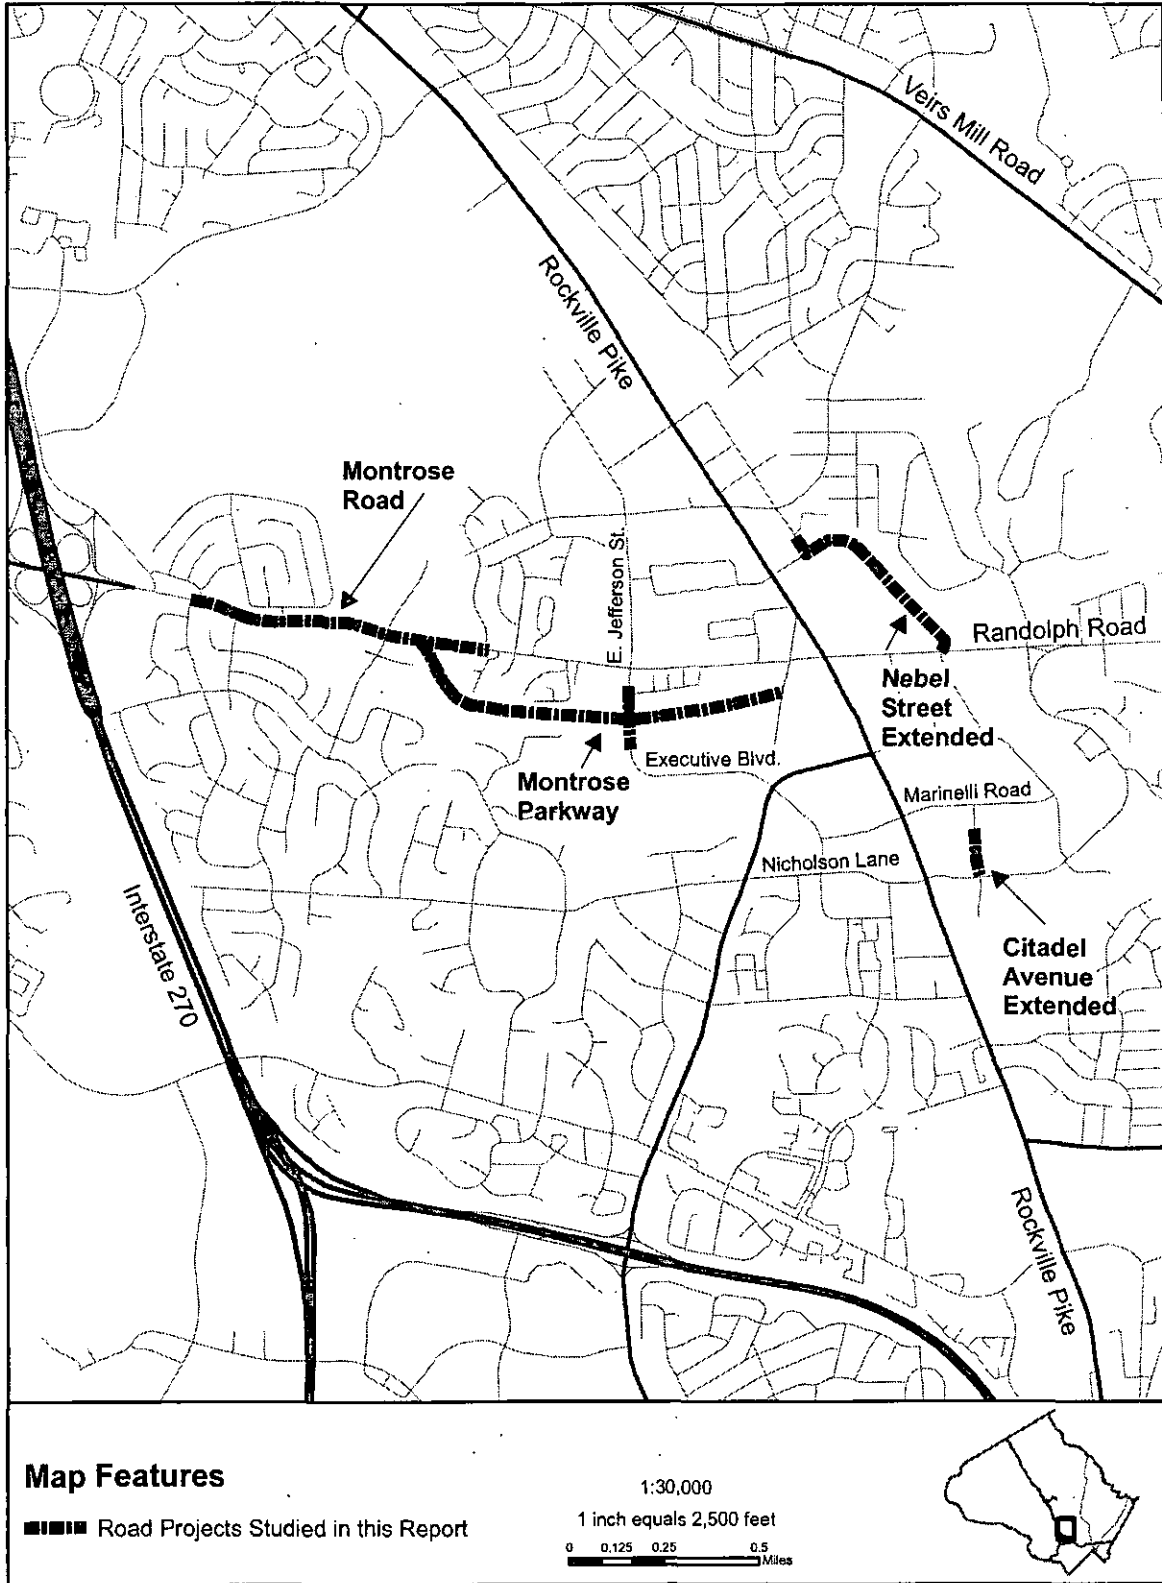 Veirs Mill Road
Rockville Pike
Montrose
Road
E. Jefferson St.
Randolph Road
Nebel
Street
Extended
Executive Blvd.
Montrose
Parkway
Marinelli Road
Nicholson Lane
Interstate 270
Citadel
Avenue
Extended
Rockville Pike
Map Features
Road Projects Studied in this Report
1:30,000
1 inch equals 2,500 feet
0 0.125 0.25 0.5
Miles